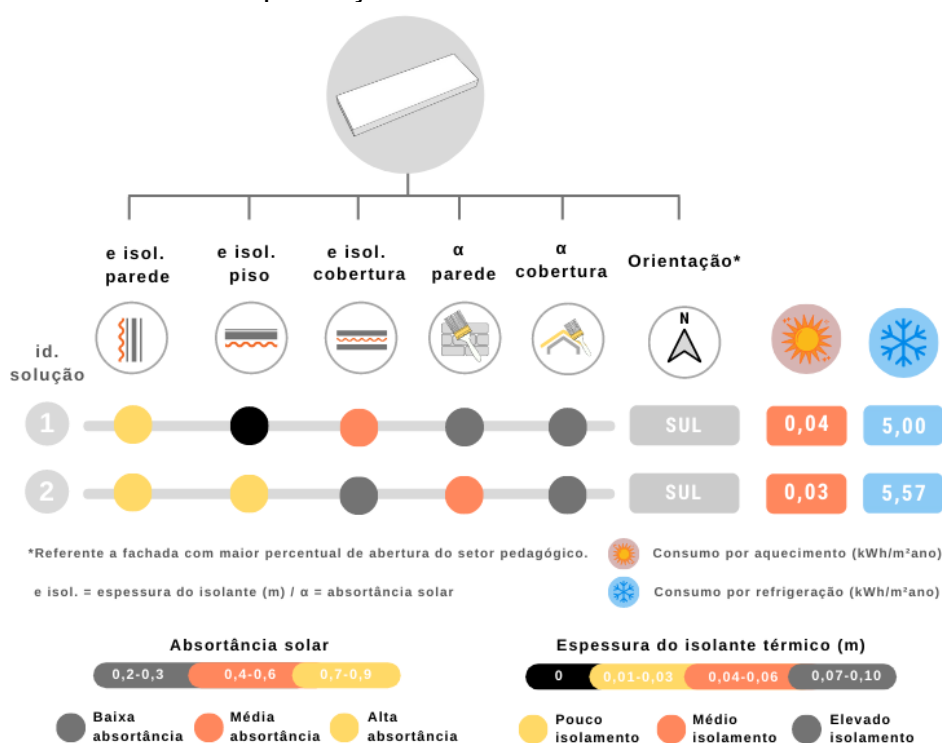 e isol.
parede
e isol.
piso
e isol.
cobertura
α
parede
α
cobertura
Orientação*
N
id.
solução
1
SUL
0,04
5,00
2
SUL
0,03
5,57
*Referente a fachada com maior percentual de abertura do setor pedagógico.
Consumo por aquecimento (kWh/m²ano)
e isol. = espessura do isolante (m) / α = absortância solar
Consumo por refrigeração (kWh/m²ano)
Absortância solar
0,2-0,3
0,4-0,6
0,7-0,9
Baixa
absortância
Média
absortância
Alta
absortância
Espessura do isolante térmico (m)
0
0,01-0,03
0,04-0,06
0,07-0,10
Pouco
isolamento
Médio
isolamento
Elevado
isolamento